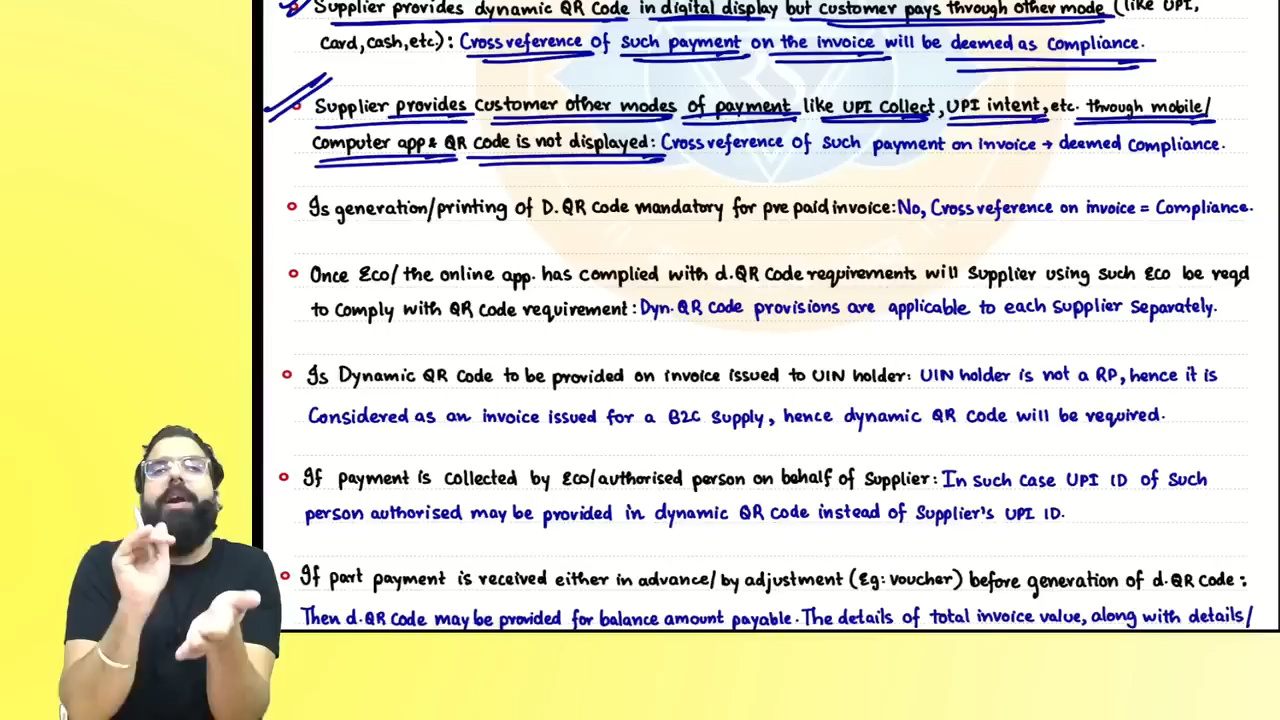 Supplier provides dynamic QR Code in digital display but customer pays through other mode (like UPI,
card, cash, etc): Cross reference of such payment on the invoice will be deemed as compliance.
Supplier provides customer other modes of payment like UPI collect, UPI intent, etc. through mobile/
Computer app & QR code is not displayed: Cross reference of such payment on invoice → deemed compliance.
Is generation/printing of D.QR Code mandatory for pre paid invoice: No, Cross reference on invoice = Compliance.
Once Eco/ the online app. has complied with d.QR Code requirements will supplier using such Eco be reqd
to comply with QR Code requirement: Dyn. QR code provisions are applicable to each supplier separately.
Is Dynamic QR Code to be provided on invoice issued to UIN holder: UIN holder is not a RP, hence it is
Considered as an invoice issued for a B2C supply, hence dynamic QR code will be required.
If payment is collected by Eco/authorised person on behalf of Supplier: In such case UPI ID of such
person authorised may be provided in dynamic QR code instead of Supplier's UPI ID.
If part payment is received either in advance/ by adjustment (Eg: voucher) before generation of d.QR Code:
Then d.QR Code may be provided for balance amount payable. The details of total invoice value, along with details/